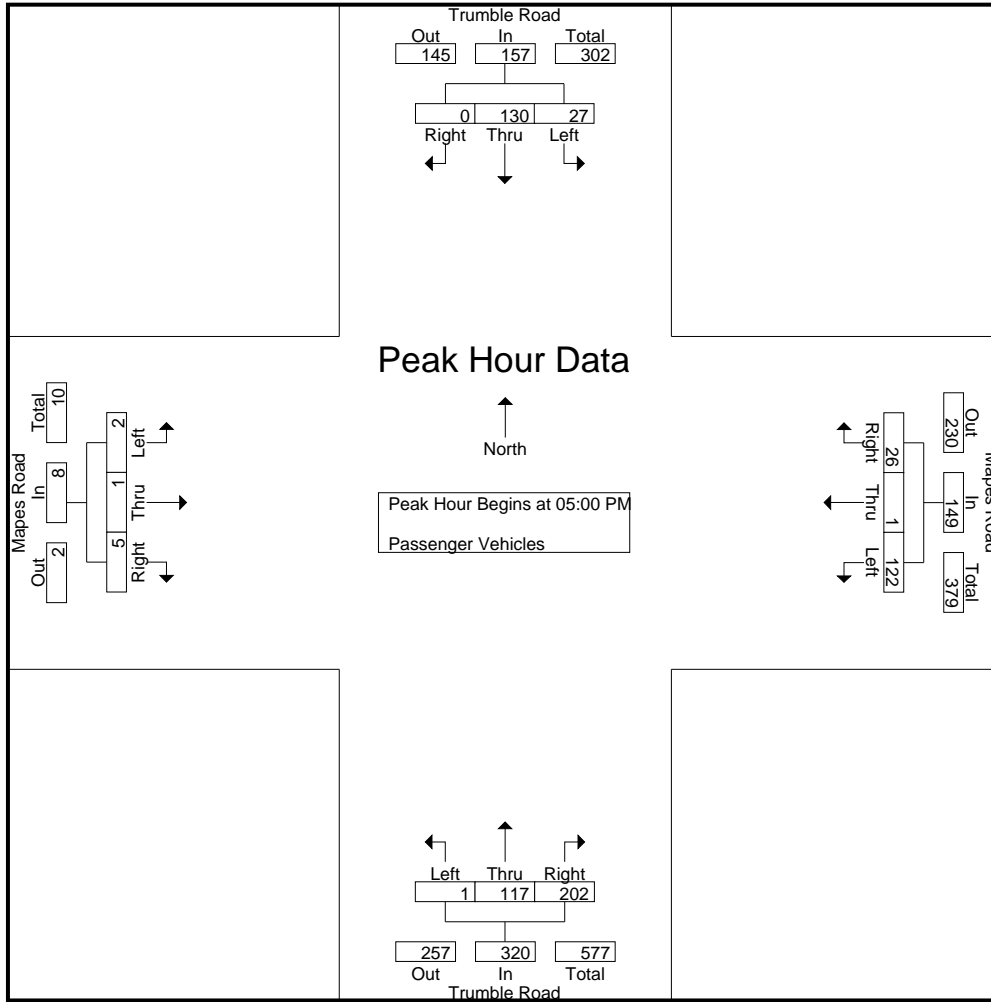 Trumble Road
Out In Total
145 157 302
0 130 27
Right Thru Left
Peak Hour Data
North
Peak Hour Begins at 05:00 PM
Passenger Vehicles
Mapes Road
Total In Out
10 8 2
2 1 5
Left Thru Right
Mapes Road
Out In Total
230 149 379
26 1 122
Right Thru Left
Left Thru Right
1 117 202
257 320 577
Out In Total
Trumble Road